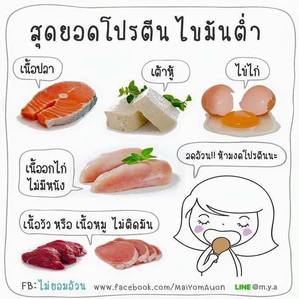 สุดยอดโปรตีน ไขมันต่ำ
เนื้อปลา
เต้าหู้
ไข่ไก่
เนื้ออกไก่
ไม่มีหนัง
ลดอ้วน!! ห้ามงดโปรตีนนะ
เนื้อวัว หรือ เนื้อหมู ไม่ติดมัน
FB: ไม่ยอมอ้วน www.facebook.com/MaiYomAuon LINE @m.y.a